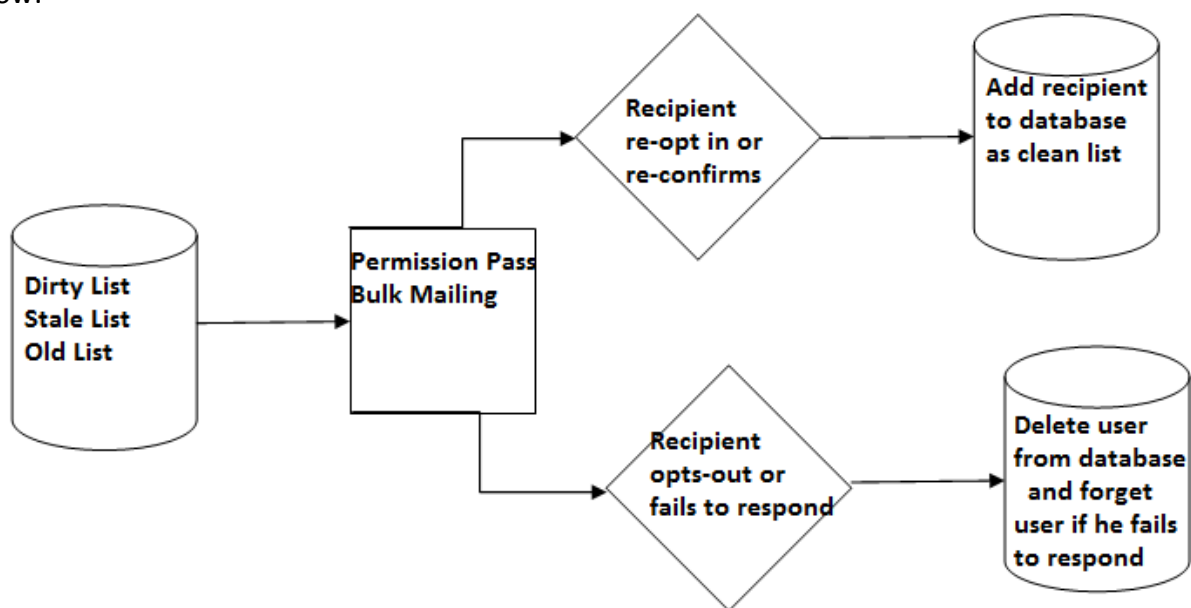 Dirty List
Stale List
Old List
Permission Pass
Bulk Mailing
Recipient
re-opt in or
re-confirms
Add recipient
to database
as clean list
Recipient
opts-out or
fails to respond
Delete user
from database
and forget
user if he fails
to respond